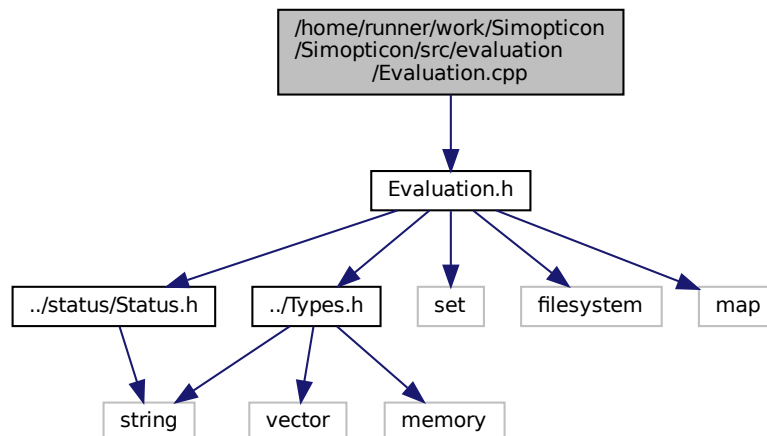 /home/runner/work/Simopticon
/Simopticon/src/evaluation
/Evaluation.cpp
Evaluation.h
../status/Status.h
../Types.h
set
filesystem
map
string
vector
memory